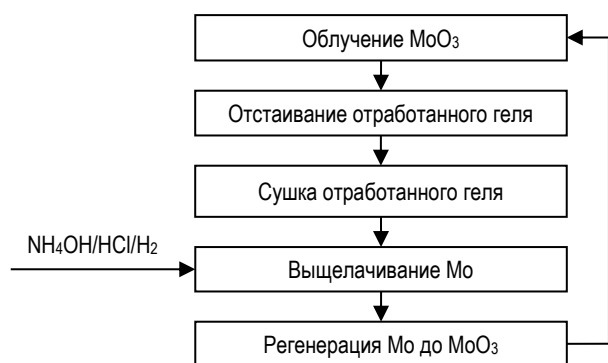 Облучение MoO₃
Отстаивание отработанного геля
Сушка отработанного геля
NH₄OH/HCl/H₂
Выщелачивание Mo
Регенерация Mo до MoO₃